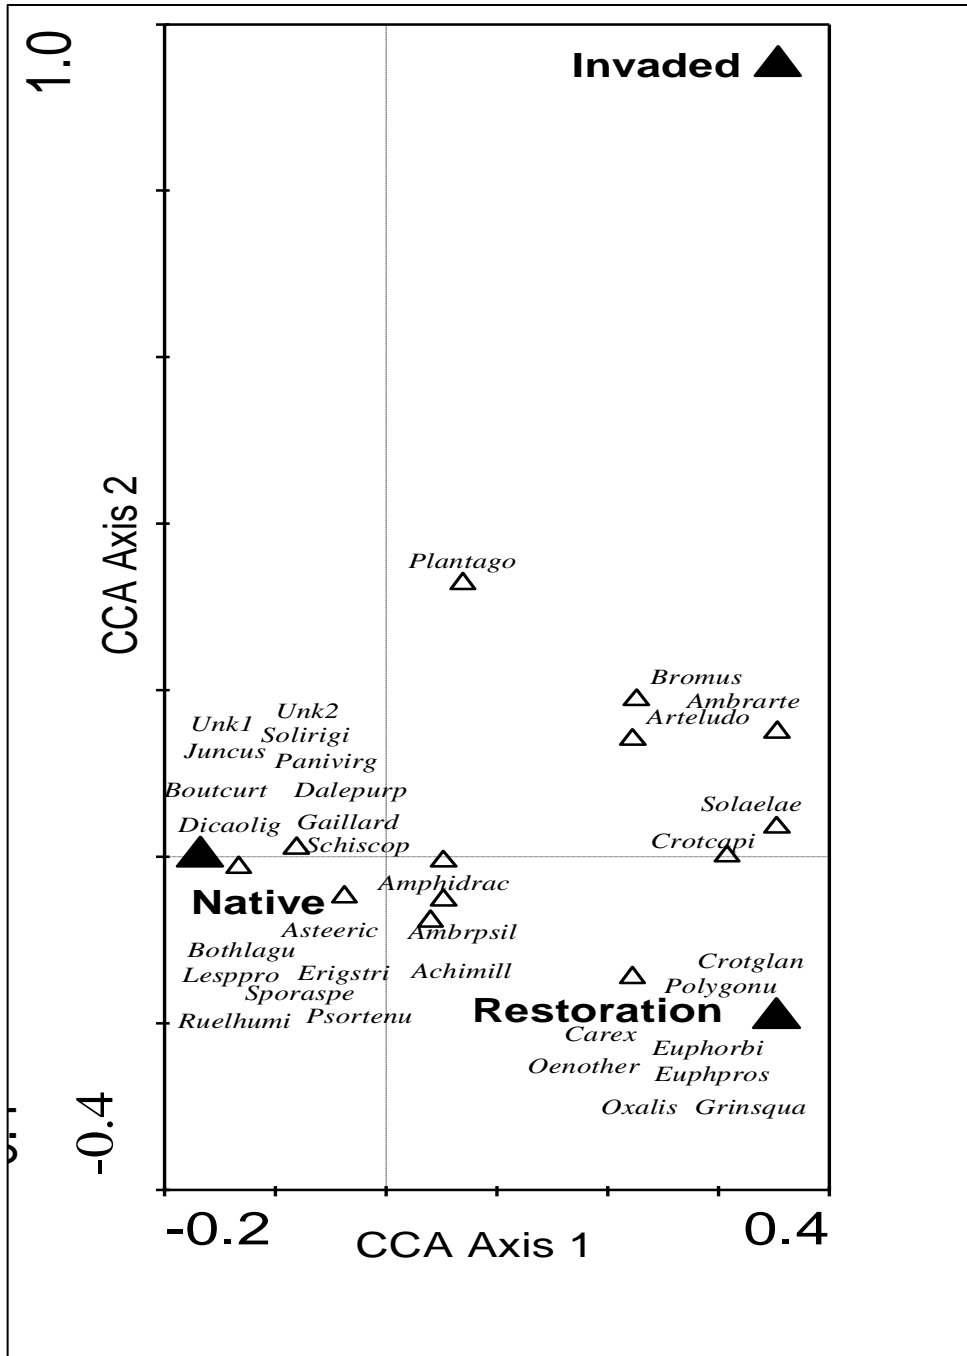 1.0
Invaded
CCA Axis 2
Plantago
Bromus
Ambrarte
Arteludo
Unk2
Unk1
Solirigi
Juncus
Panivirg
Boutcurt
Dalepurp
Solaelae
Gaillard
Dicaolig
Crotcapi
Schiscop
Amphidrac
Native
Asteeric
Ambrpsil
Bothlagu
Crotglan
Lesppro
Erigstri
Achimill
Polygonu
Sporaspe
Restoration
Ruelhumi
Psortenu
Carex
Euphorbi
Oenother
Euphpros
Oxalis
Grinsqua
-0.4
-0.2
CCA Axis 1
0.4